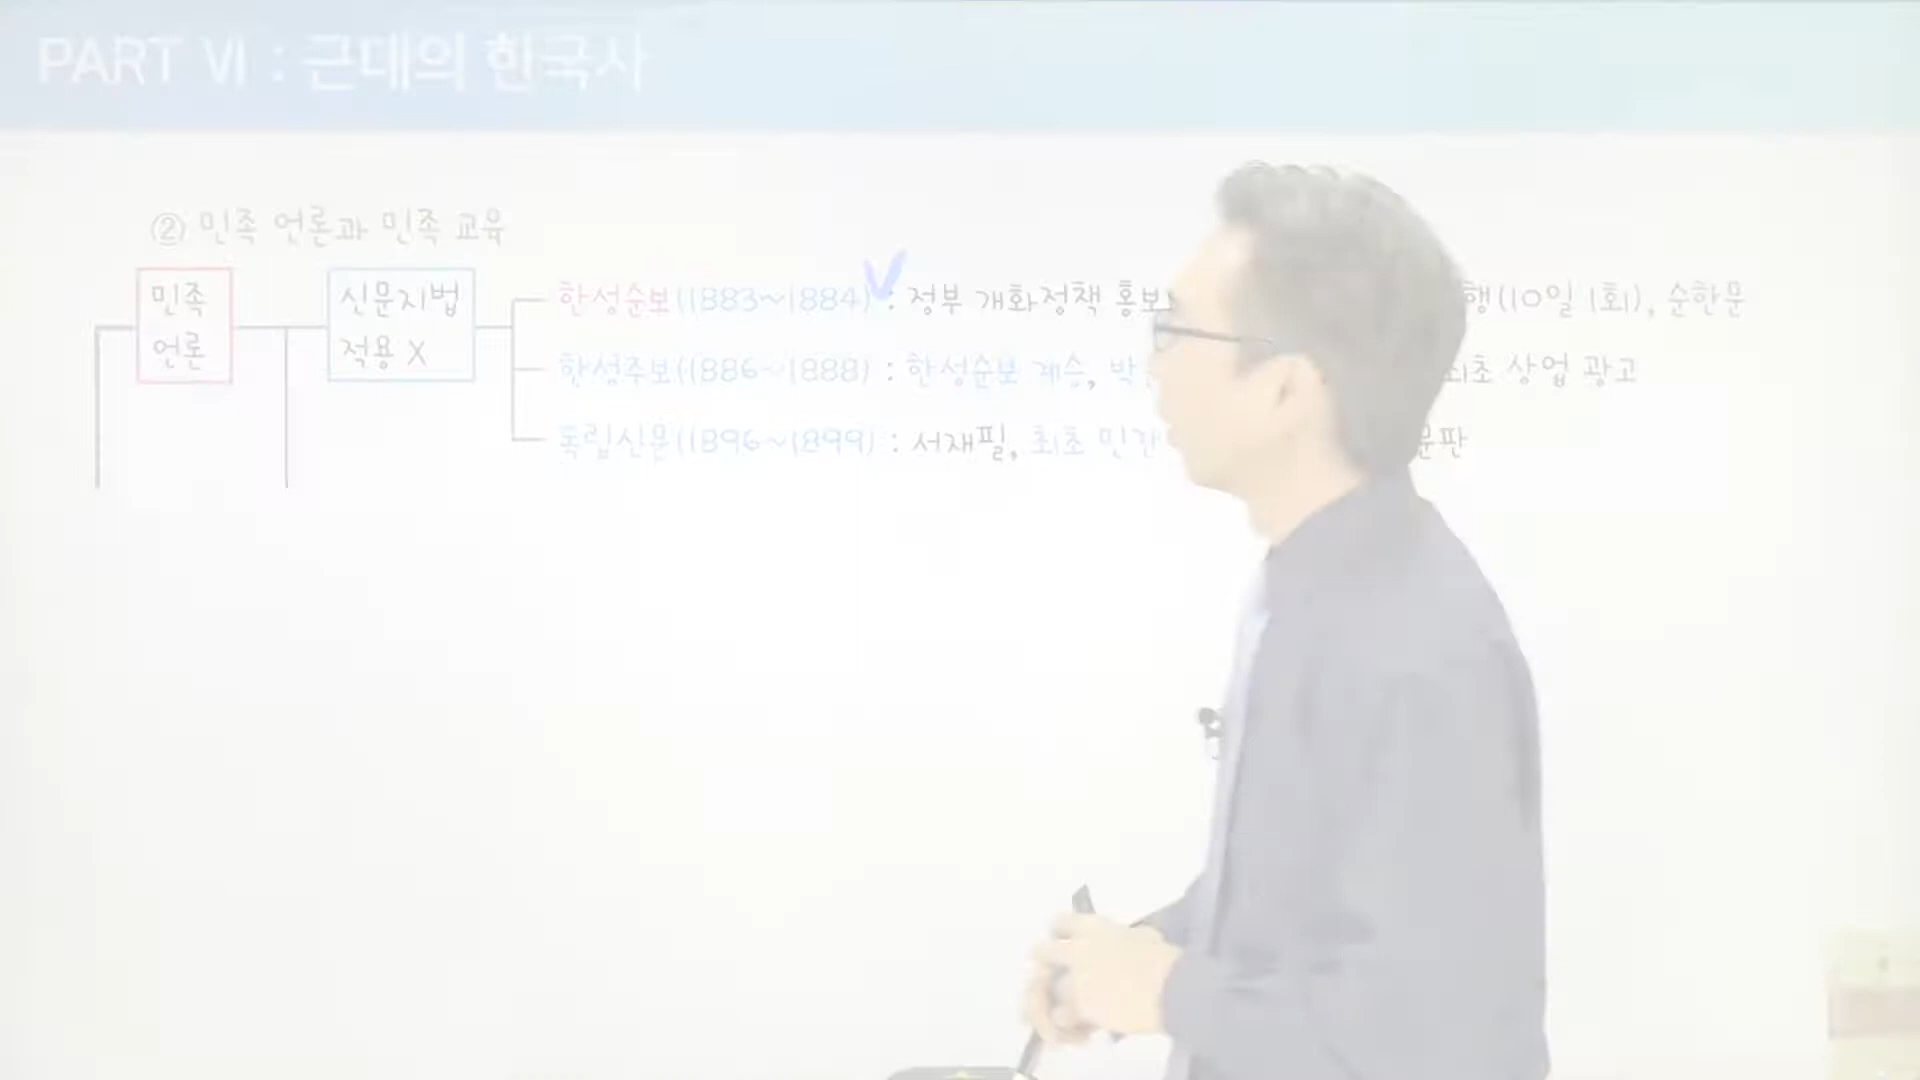 PART VI : 근대의 한국사
② 민족 언론과 민족 교육
민족
언론
신문지법
적용 X
한성순보(1883~1884) : 정부 개화정책 홍보 행(10일 1회), 순한문
한성주보(1886~1888) : 한성순보 계승, 박 최초 상업 광고
독립신문(1896~1899) : 서재필, 최초 민간 문판